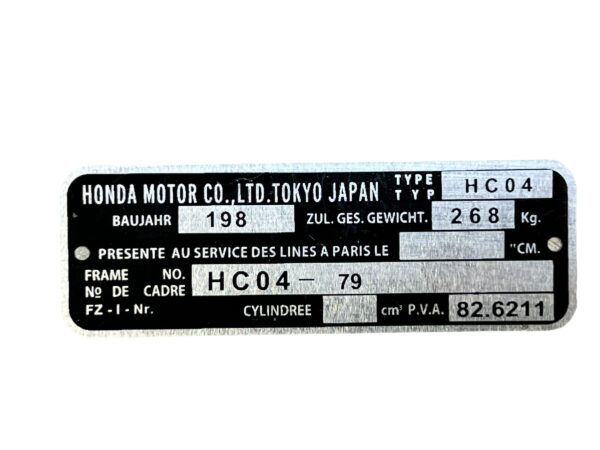 HONDA MOTOR CO.,LTD.TOKYO JAPAN TYPE TYP HC04
BAUJAHR 198 ZUL. GES. GEWICHT. 268 Kg.
PRESENTE AU SERVICE DES LINES A PARIS LE "CM.
FRAME NO. HC04- 79
Nº DE CADRE
FZ - I - Nr. CYLINDREE cm³ P.V.A. 82.6211